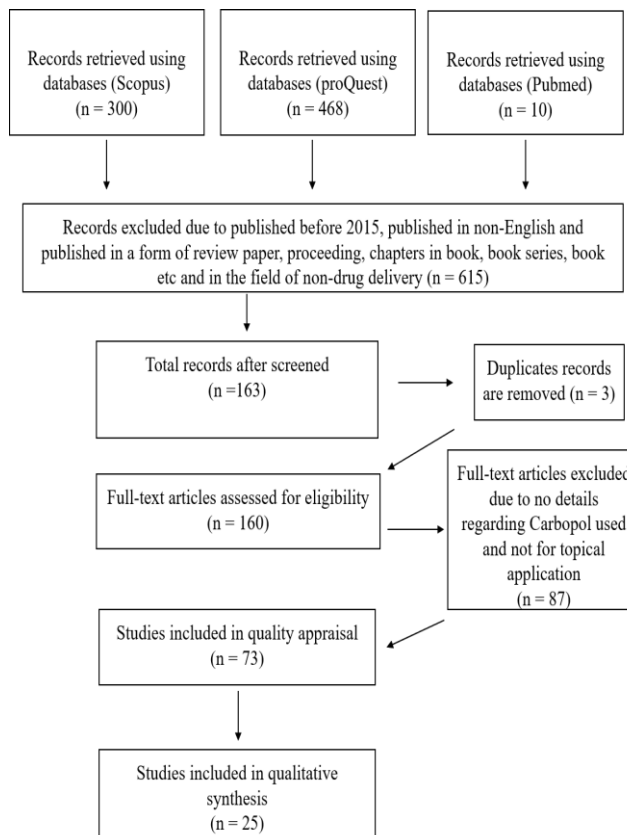 Records retrieved using
databases (Scopus)
(n = 300)
Records retrieved using
databases (proQuest)
(n = 468)
Records retrieved using
databases (Pubmed)
(n = 10)
Records excluded due to published before 2015, published in non-English and
published in a form of review paper, proceeding, chapters in book, book series, book
etc and in the field of non-drug delivery (n = 615)
Total records after screened
(n =163)
Duplicates records
are removed (n = 3)
Full-text articles assessed for eligibility
(n = 160)
Full-text articles excluded
due to no details
regarding Carbopol used
and not for topical
application
(n = 87)
Studies included in quality appraisal
(n = 73)
Studies included in qualitative
synthesis
(n = 25)